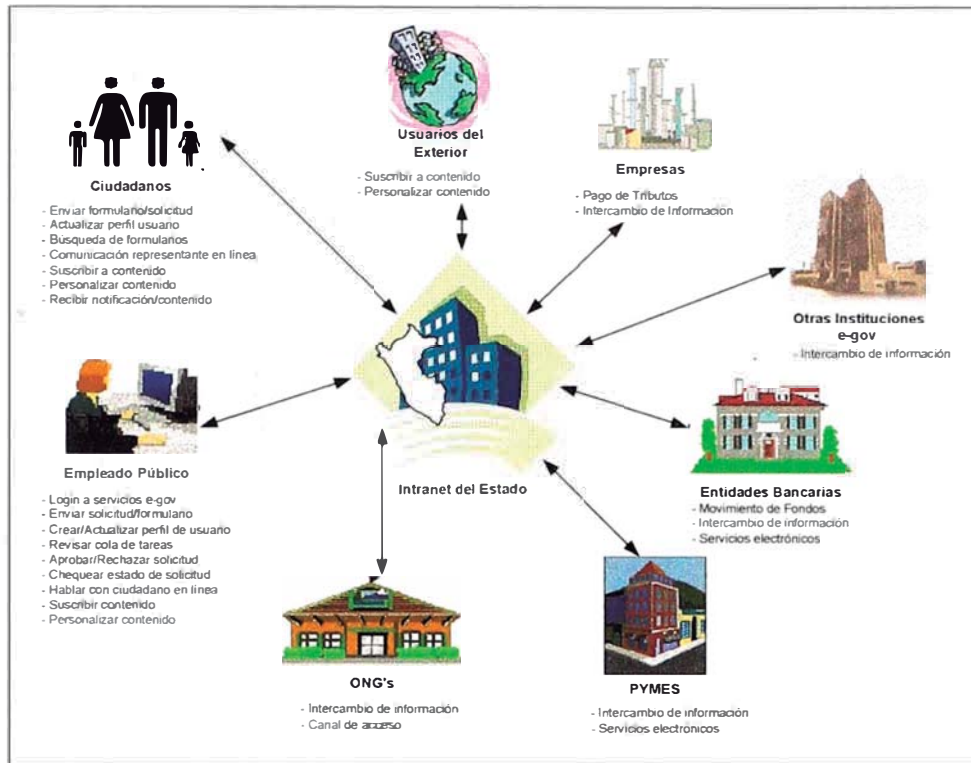 Usuarios del
Exterior
- Suscribir a contenido
- Personalizar contenido
Empresas
- Pago de Tributos
- Intercambio de Información
Ciudadanos
- Enviar formulario/solicitud
- Actualizar perfil usuario
- Búsqueda de formularios
- Comunicación representante en línea
- Suscribir a contenido
- Personalizar contenido
- Recibir notificación/contenido
Otras Instituciones
e-gov
- Intercambio de información
Empleado Público
- Login a servicios e-gov
- Enviar solicitud/formulario
- Crear/Actualizar perfil de usuario
- Revisar cola de tareas
- Aprobar/Rechazar solicitud
- Chequear estado de solicitud
- Hablar con ciudadano en línea
- Suscribir contenido
- Personalizar contenido
Intranet del Estado
Entidades Bancarias
- Movimiento de Fondos
- Intercambio de información
- Servicios electrónicos
ONG's
- Intercambio de información
- Canal de acceso
PYMES
- Intercambio de información
- Servicios electrónicos